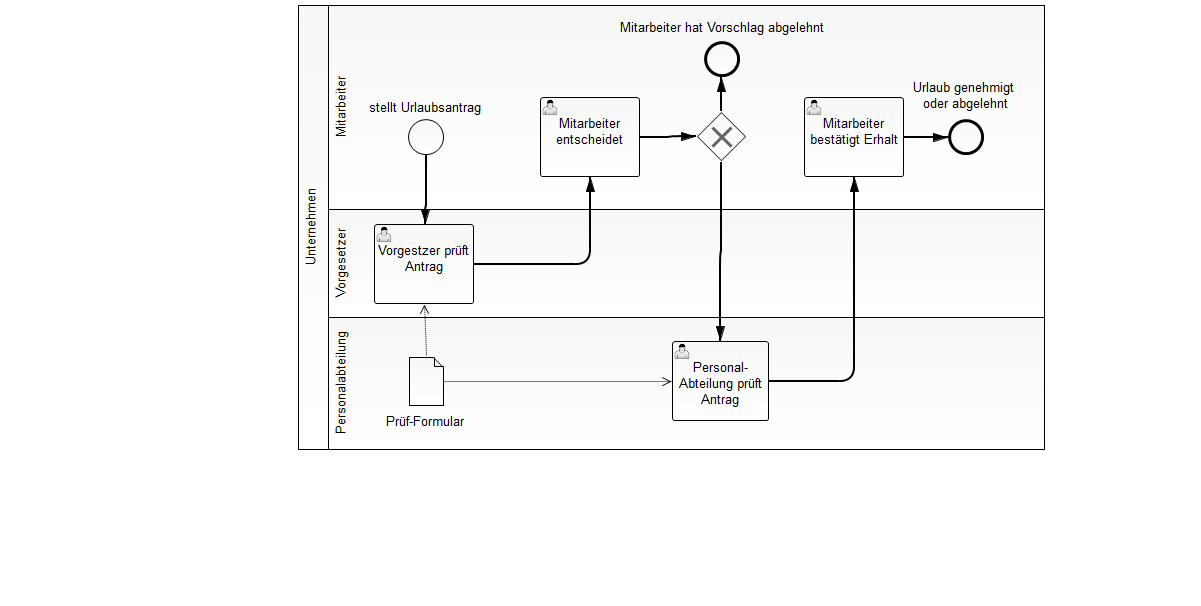 Unternehmen
Mitarbeiter
stellt Urlaubsantrag
Mitarbeiter
entscheidet
Mitarbeiter hat Vorschlag abgelehnt
Mitarbeiter
bestätigt Erhalt
Urlaub genehmigt
oder abgelehnt
Vorgesetzer
Vorgestzer prüft
Antrag
Personalabteilung
Prüf-Formular
Personal-
Abteilung prüft
Antrag